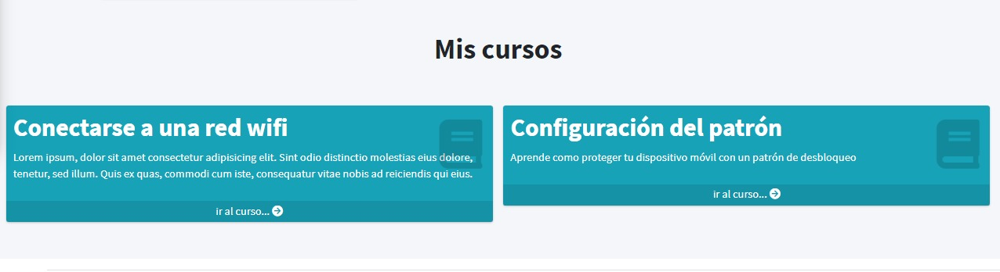 Mis cursos
Conectarse a una red wifi
Lorem ipsum, dolor sit amet consectetur adipisicing elit. Sint odio distinctio molestias eius dolore,
tenetur, sed illum. Quis ex quas, commodi cum iste, consequatur vitae nobis ad reiciendis qui eius.
ir al curso...
Configuración del patrón
Aprende como proteger tu dispositivo móvil con un patrón de desbloqueo
ir al curso...